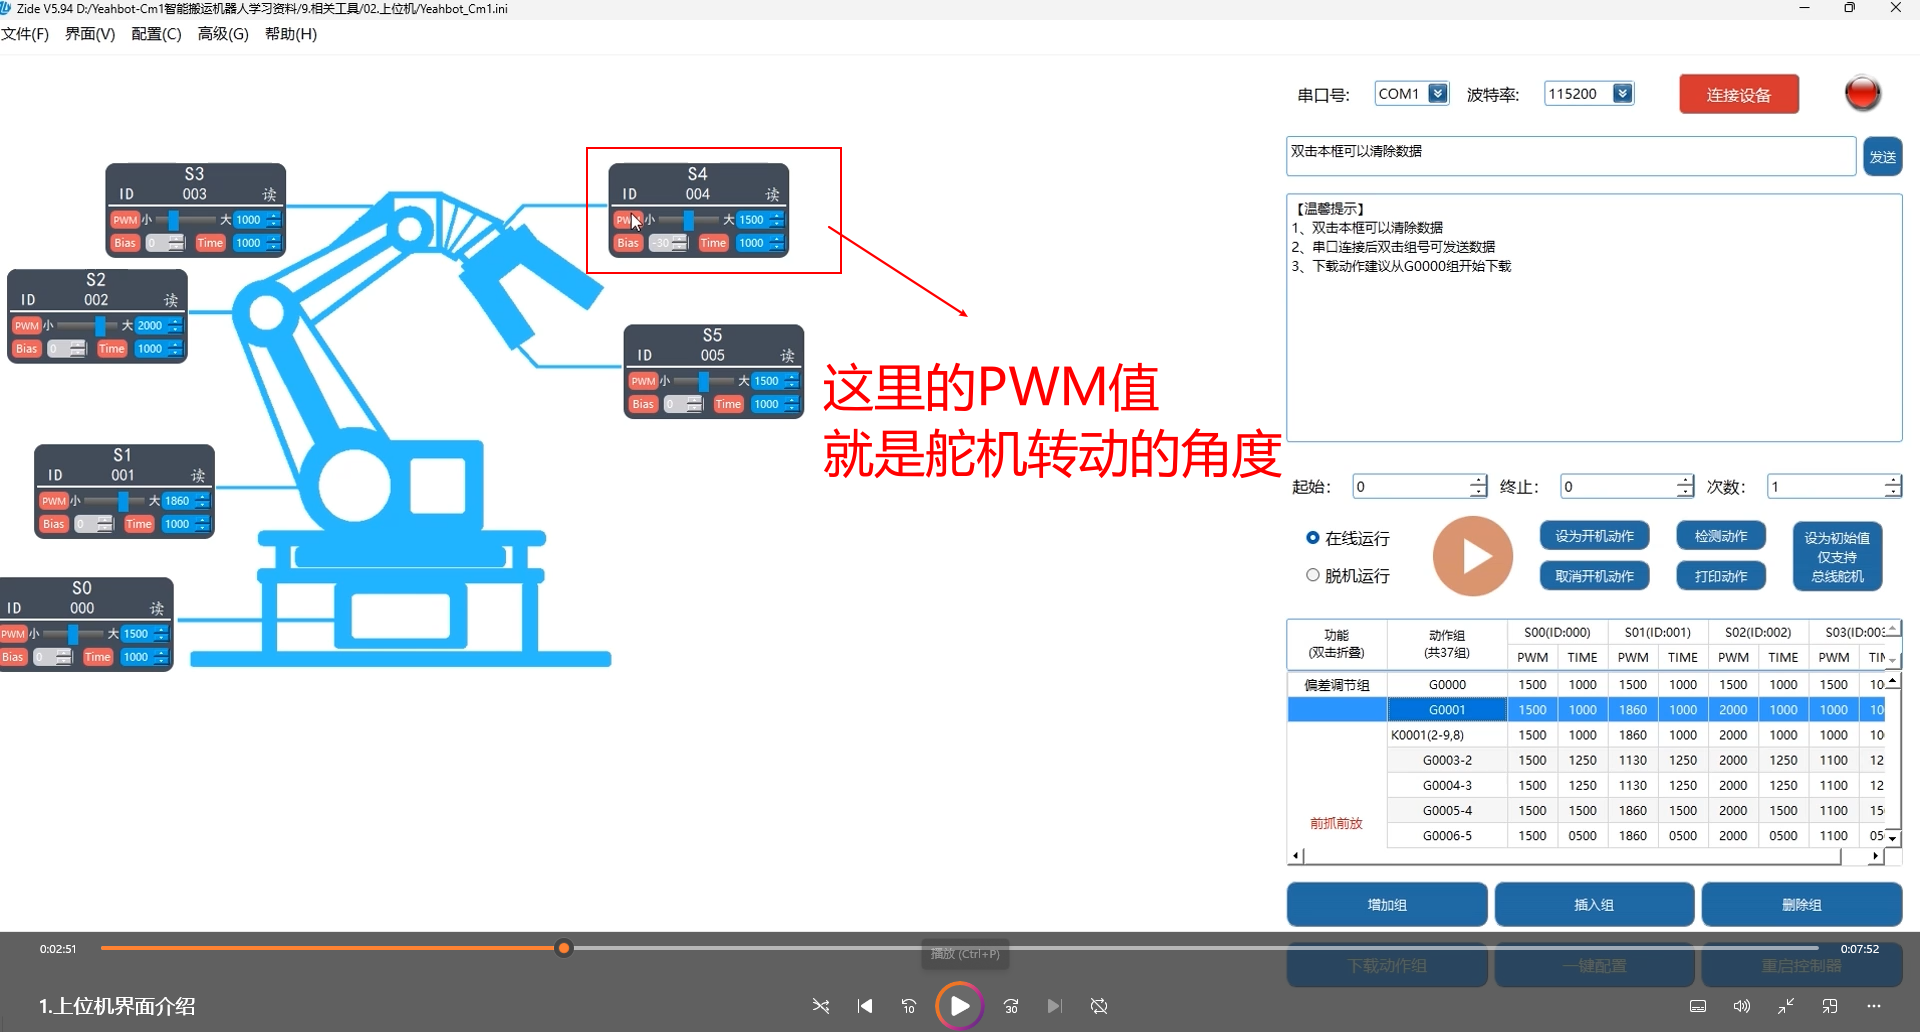 Zide V5.94 D:/Yeahbot-Cm1智能搬运机器人学习资料/9.相关工具/02.上位机/Yeahbot_Cm1.ini
文件(F) 界面(V) 配置(C) 高级(G) 帮助(H)
串口号: COM1 波特率: 115200 连接设备
双击本框可以清除数据 发送
【温馨提示】
1、双击本框可以清除数据
2、串口连接后双击组号可发送数据
3、下载动作建议从G0000组开始下载
S3
ID 003 读
PWM 小 大 1000
Bias 0 Time 1000
S4
ID 004 读
PWM 小 大 1500
Bias -30 Time 1000
S2
ID 002 读
PWM 小 大 2000
Bias 0 Time 1000
S5
ID 005 读
PWM 小 大 1500
Bias 0 Time 1000
这里的PWM值
就是舵机转动的角度
S1
ID 001 读
PWM 小 大 1860
Bias 0 Time 1000
S0
ID 000 读
PWM 小 大 1500
Bias 0 Time 1000
起始: 0 终止: 0 次数: 1
在线运行
脱机运行
设为开机动作 检测动作
取消开机动作 打印动作
设为初始值
仅支持
总线舵机
功能
(双击折叠)
动作组
(共37组)
S00(ID:000) S01(ID:001) S02(ID:002) S03(ID:003
PWM TIME PWM TIME PWM TIME PWM TIM
偏差调节组 G0000 1500 1000 1500 1000 1500 1000 1500 10
G0001 1500 1000 1860 1000 2000 1000 1000 10
K0001(2-9,8) 1500 1000 1860 1000 2000 1000 1000 10
G0003-2 1500 1250 1130 1250 2000 1250 1100 12
G0004-3 1500 1250 1130 1250 2000 1250 1100 12
G0005-4 1500 1500 1860 1500 2000 1500 1100 15
前抓前放
G0006-5 1500 0500 1860 0500 2000 0500 1100 05
增加组 插入组 删除组
0:02:51 播放 (Ctrl+P) 0:07:52
下载动作组 一键配置 重启控制器
1.上位机界面介绍
10 30